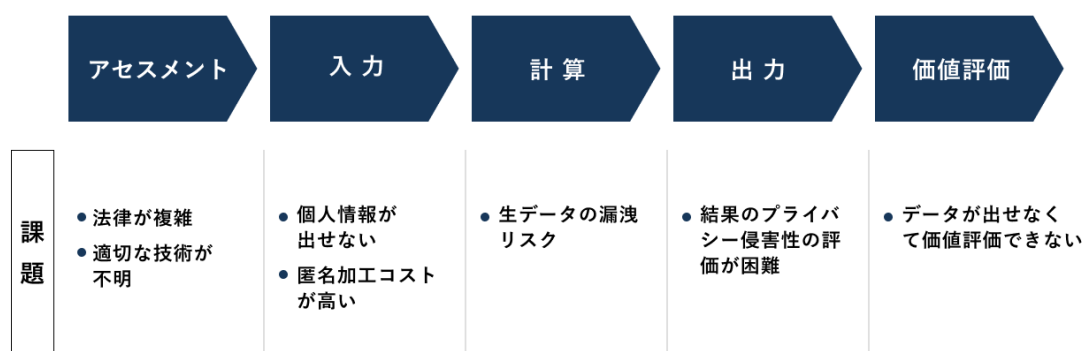 アセスメント
入力
計算
出力
価値評価
課題
法律が複雑
適切な技術が
不明
個人情報が
出せない
匿名加工コスト
が高い
生データの漏洩
リスク
結果のプライバ
シー侵害性の評
価が困難
データが出せなく
て価値評価できない